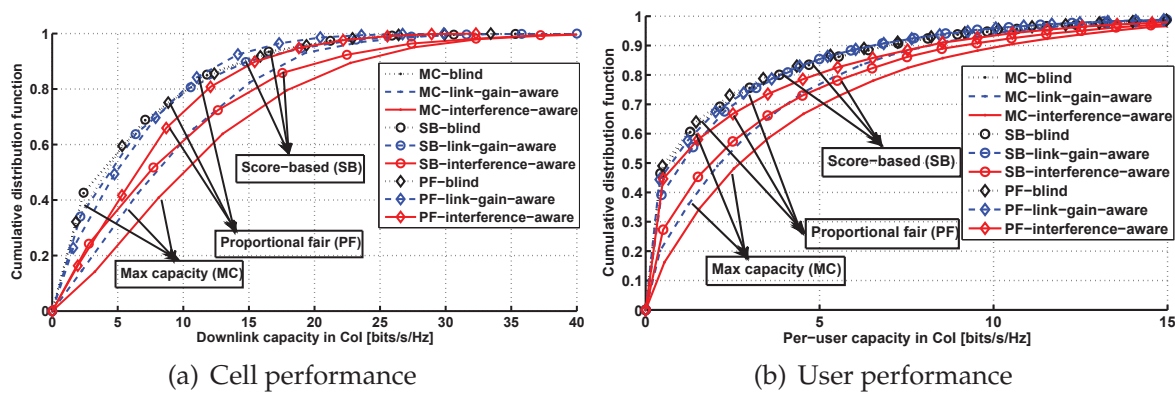 Cumulative distribution function
1
0.8
0.6
0.4
0.2
0
0 5 10 15 20 25 30 35 40
Downlink capacity in CoI [bits/s/Hz]
MC−blind
MC−link−gain−aware
MC−interference−aware
SB−blind
SB−link−gain−aware
SB−interference−aware
PF−blind
PF−link−gain−aware
PF−interference−aware
Score−based (SB)
Proportional fair (PF)
Max capacity (MC)
(a) Cell performance
Cumulative distribution function
1
0.9
0.8
0.7
0.6
0.5
0.4
0.3
0.2
0.1
0
0 5 10 15
Per−user capacity in CoI [bits/s/Hz]
MC−blind
MC−link−gain−aware
MC−interference−aware
SB−blind
SB−link−gain−aware
SB−interference−aware
PF−blind
PF−link−gain−aware
PF−interference−aware
Score−based (SB)
Proportional fair (PF)
Max capacity (MC)
(b) User performance